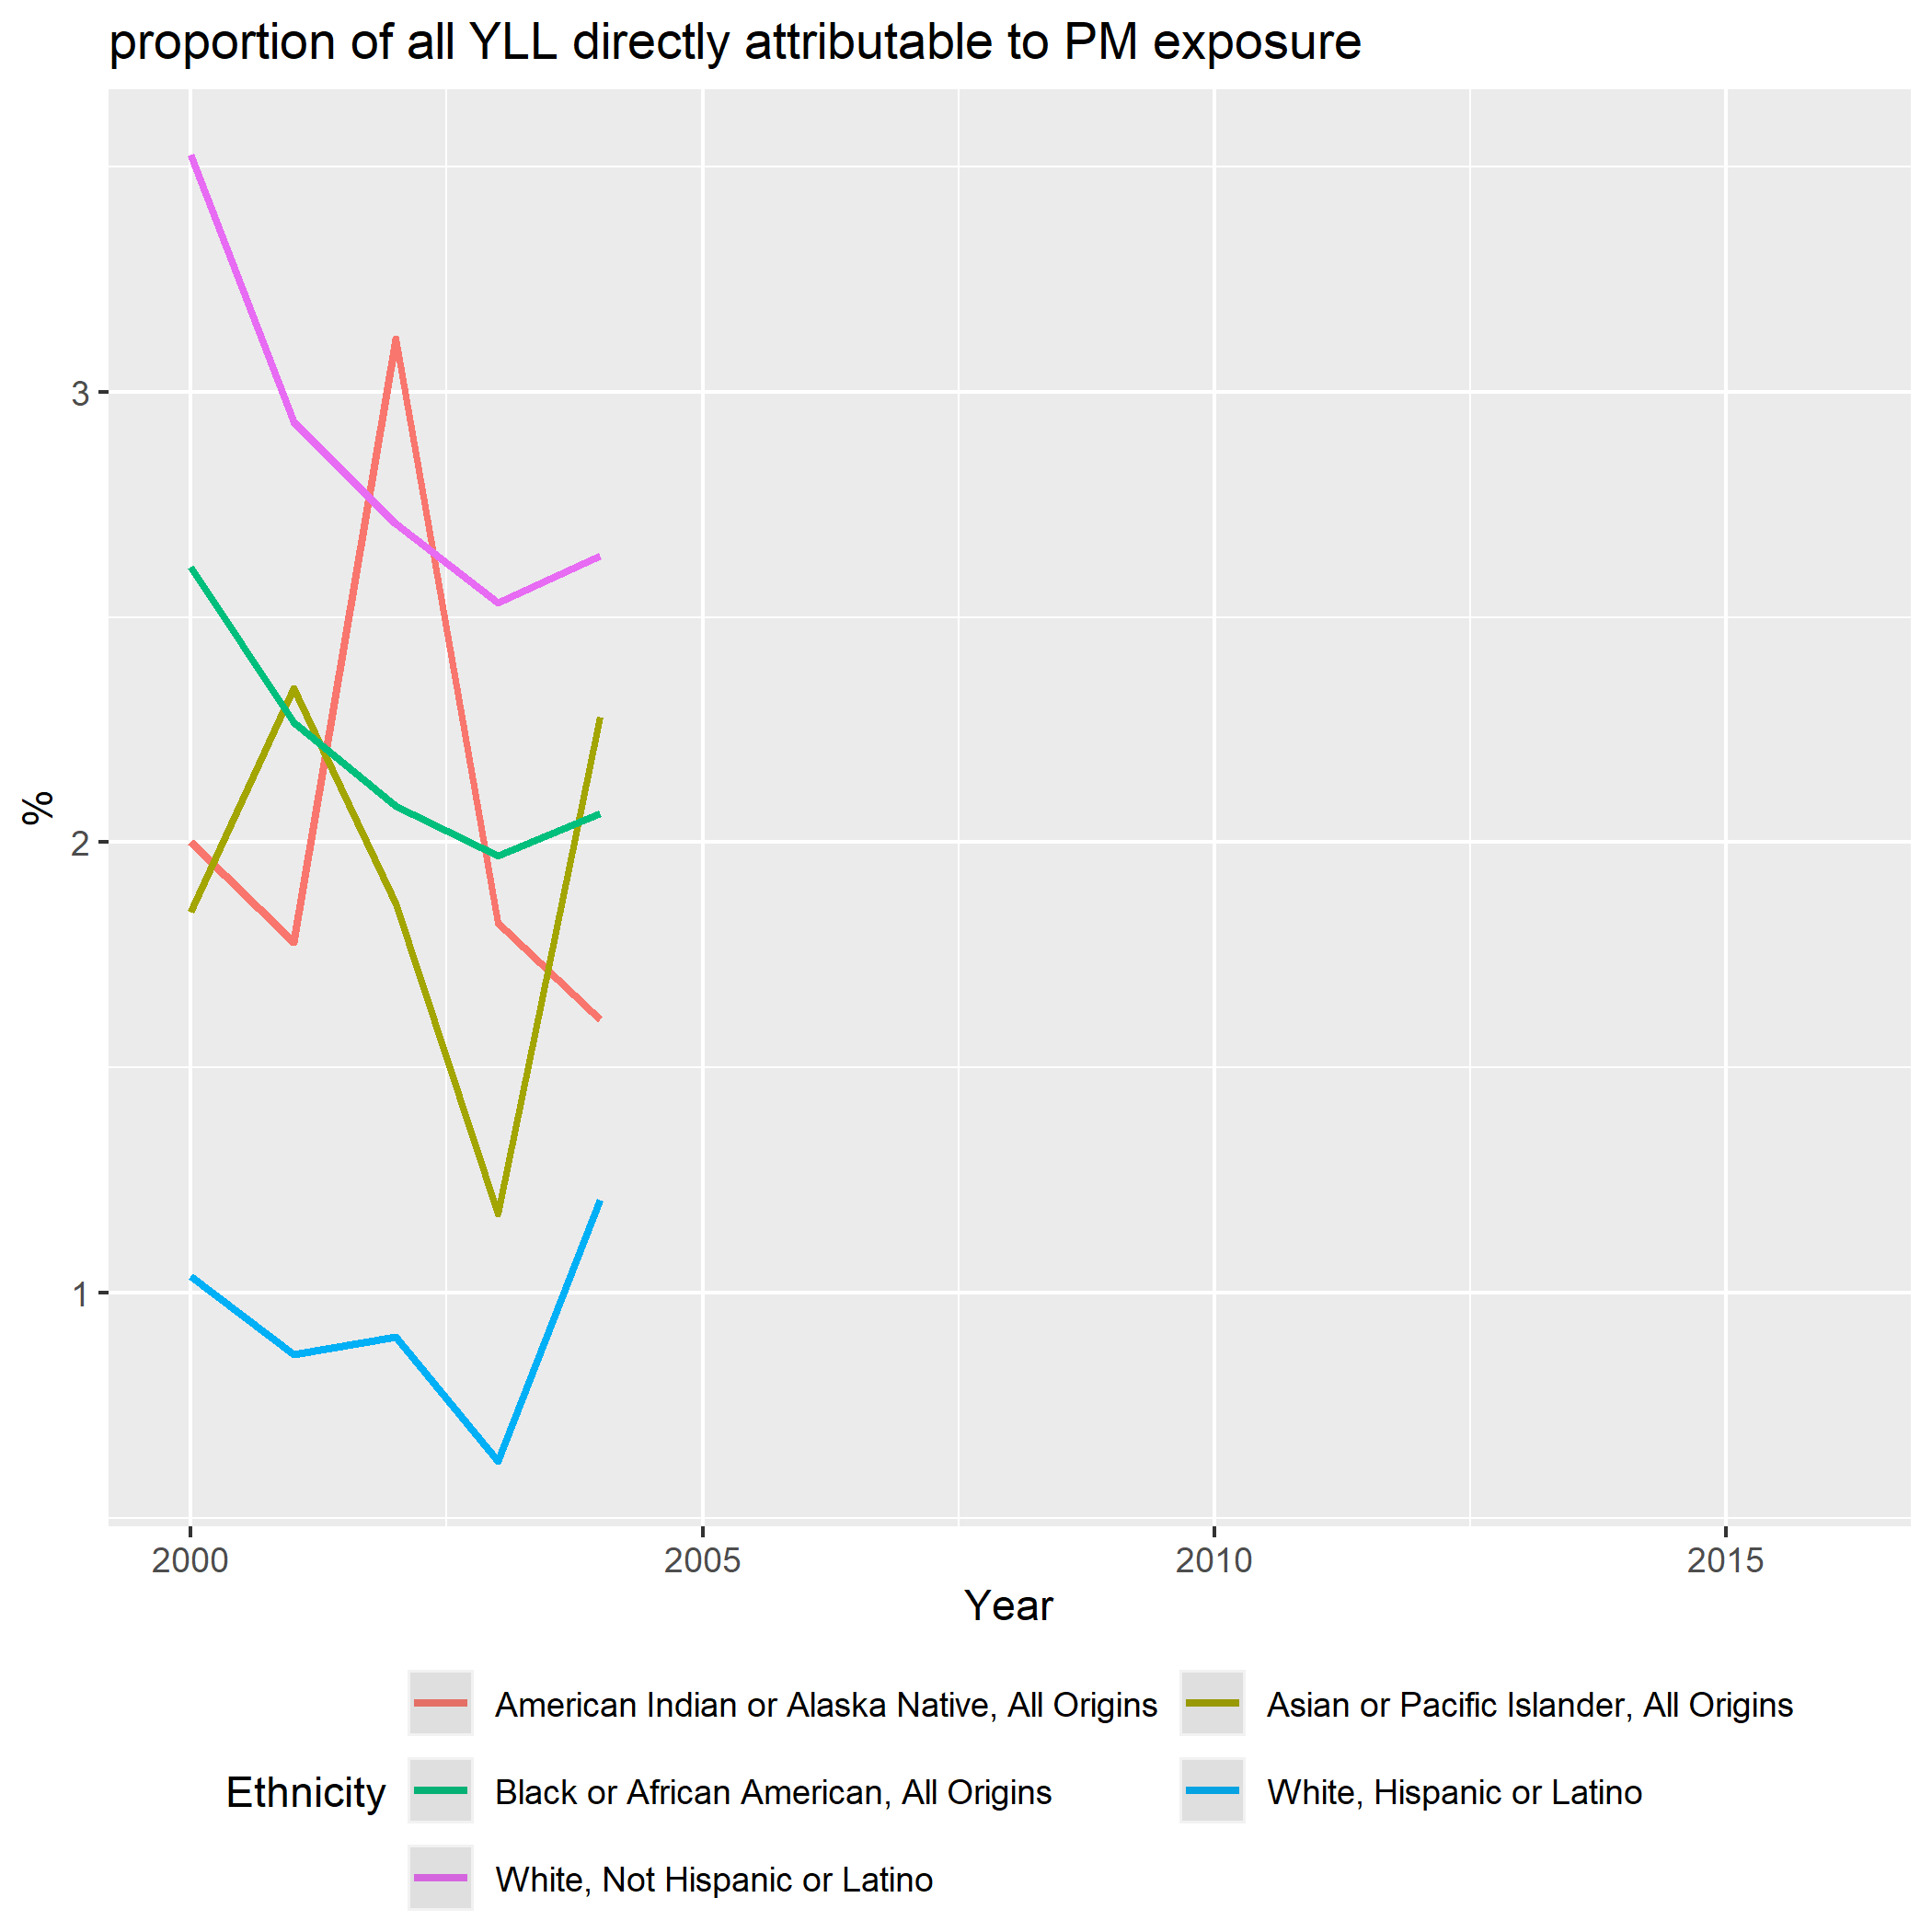 proportion of all YLL directly attributable to PM exposure
%
3
2
1
2000 2005 2010 2015
Year
Ethnicity
American Indian or Alaska Native, All Origins
Asian or Pacific Islander, All Origins
Black or African American, All Origins
White, Hispanic or Latino
White, Not Hispanic or Latino